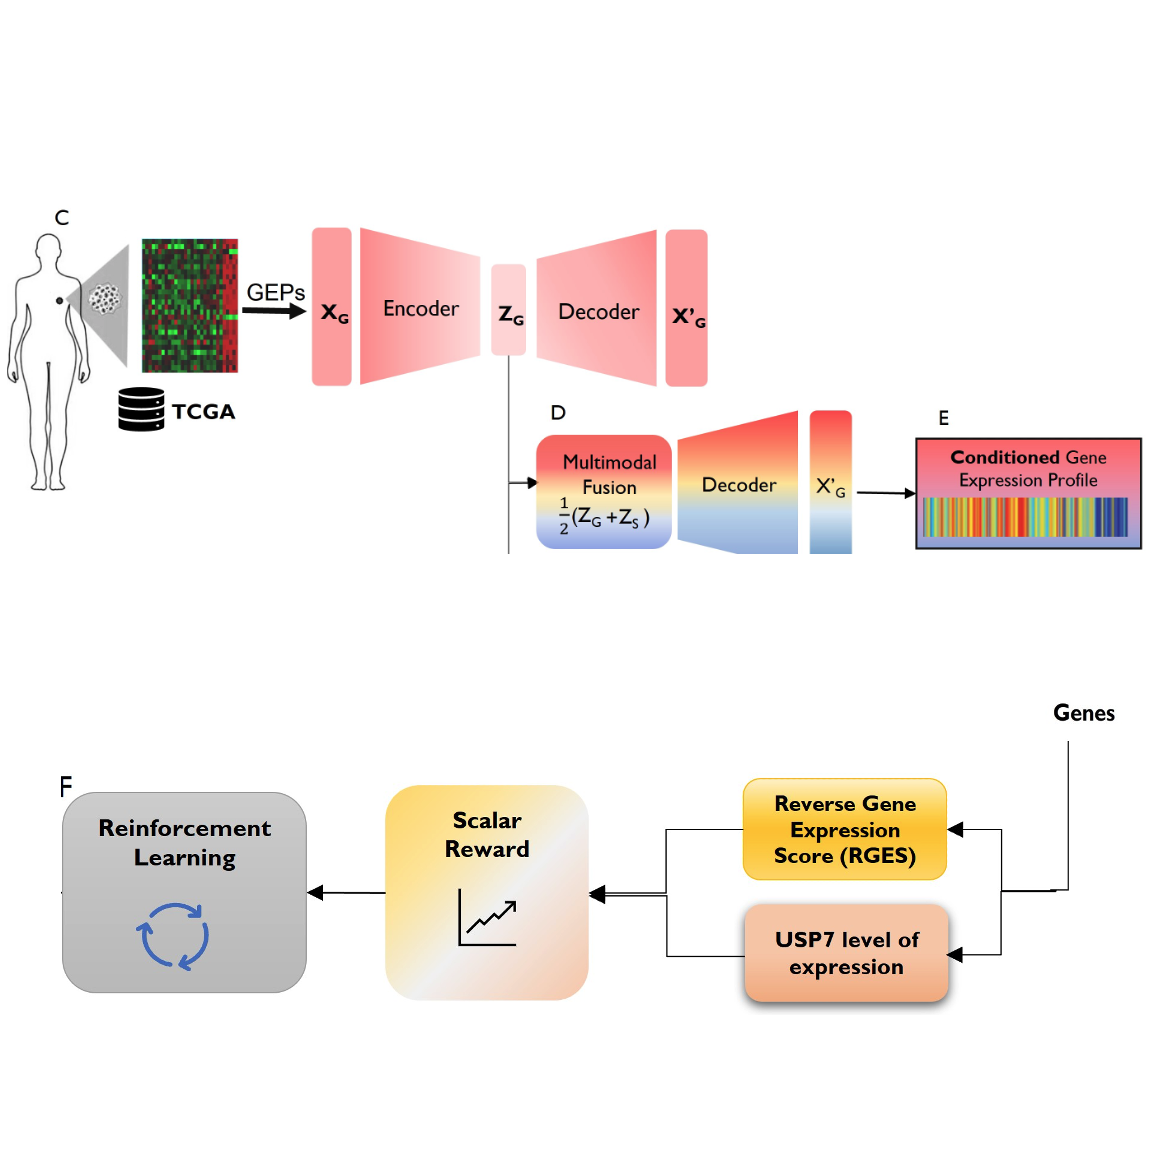 C
GEPs
X_G
Encoder
Z_G
Decoder
X'_G
TCGA
D
Multimodal
Fusion
1/2 (Z_G + Z_S)
Decoder
X'_G
E
Conditioned Gene
Expression Profile
Genes
F
Reinforcement
Learning
Scalar
Reward
Reverse Gene
Expression
Score (RGES)
USP7 level of
expression